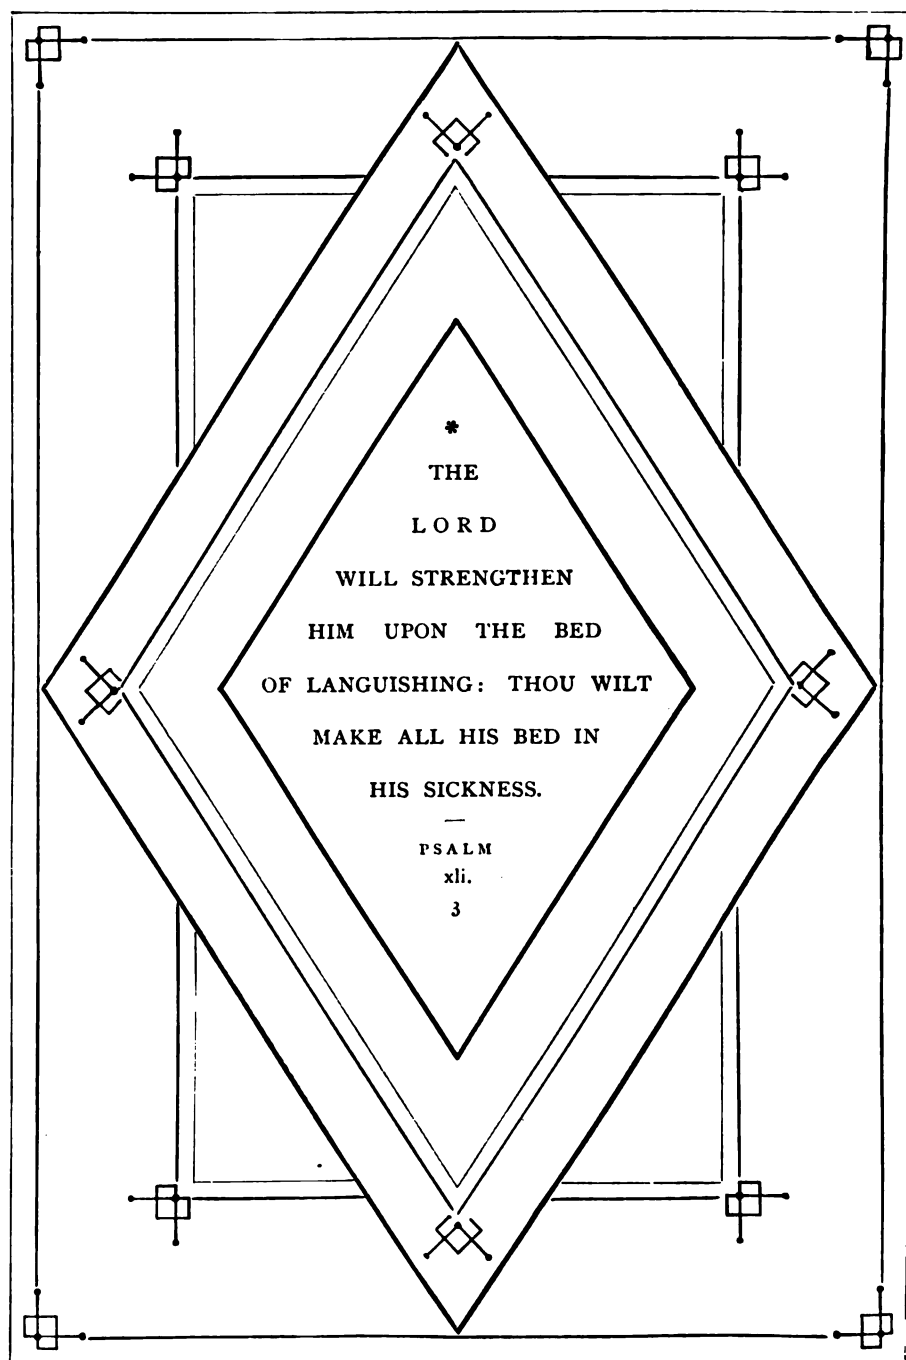 *
THE
LORD
WILL STRENGTHEN
HIM UPON THE BED
OF LANGUISHING: THOU WILT
MAKE ALL HIS BED IN
HIS SICKNESS.
—
PSALM
xli.
3